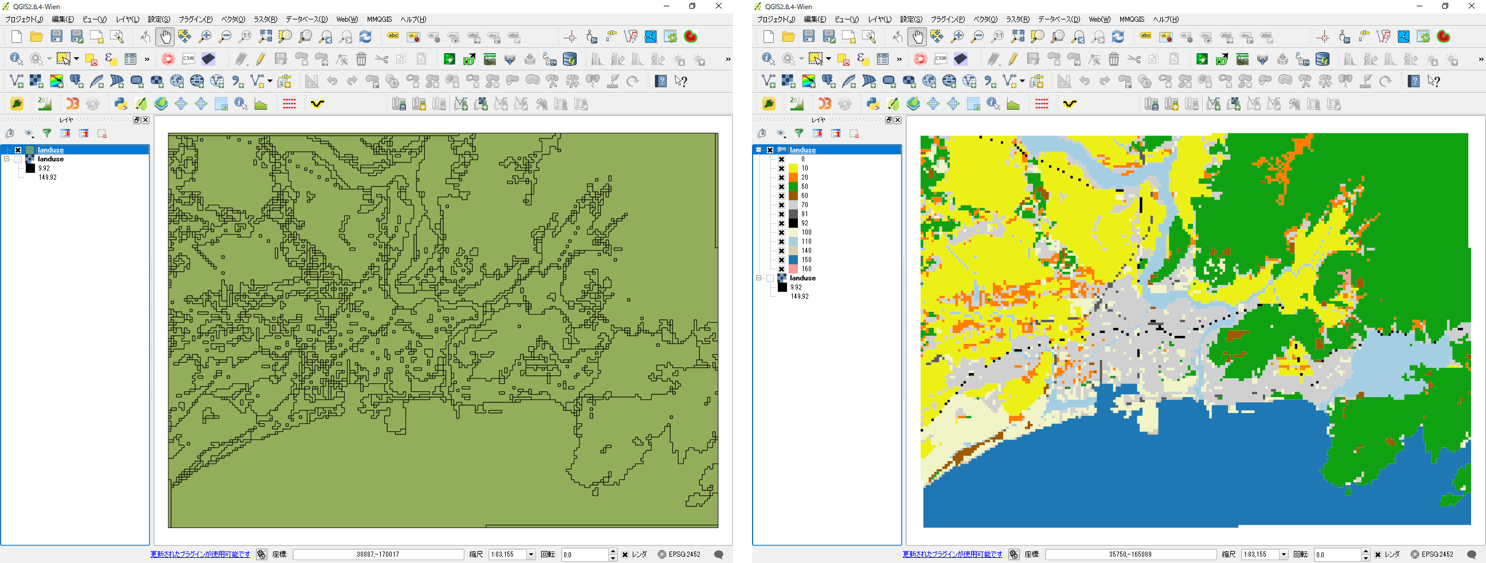 QGIS2.8.4-Wien
プロジェクト(J) 編集(E) ビュー(V) レイヤ(L) 設定(S) プラグイン(P) ベクタ(O) ラスタ(R) データベース(D) Web(W) MMQGIS ヘルプ(H)
レイヤ
landuse
landuse
9.92
149.92
更新されたプラグインが使用可能です 座標 30887,-170017 縮尺 1:83,155 回転: 0.0 レンダ EPSG:2452
QGIS2.8.4-Wien
プロジェクト(J) 編集(E) ビュー(V) レイヤ(L) 設定(S) プラグイン(P) ベクタ(O) ラスタ(R) データベース(D) Web(W) MMQGIS ヘルプ(H)
レイヤ
landuse
0
10
20
50
60
70
91
92
100
110
140
150
160
landuse
9.92
149.92
更新されたプラグインが使用可能です 座標 35750,-165089 縮尺 1:83,155 回転: 0.0 レンダ EPSG:2452